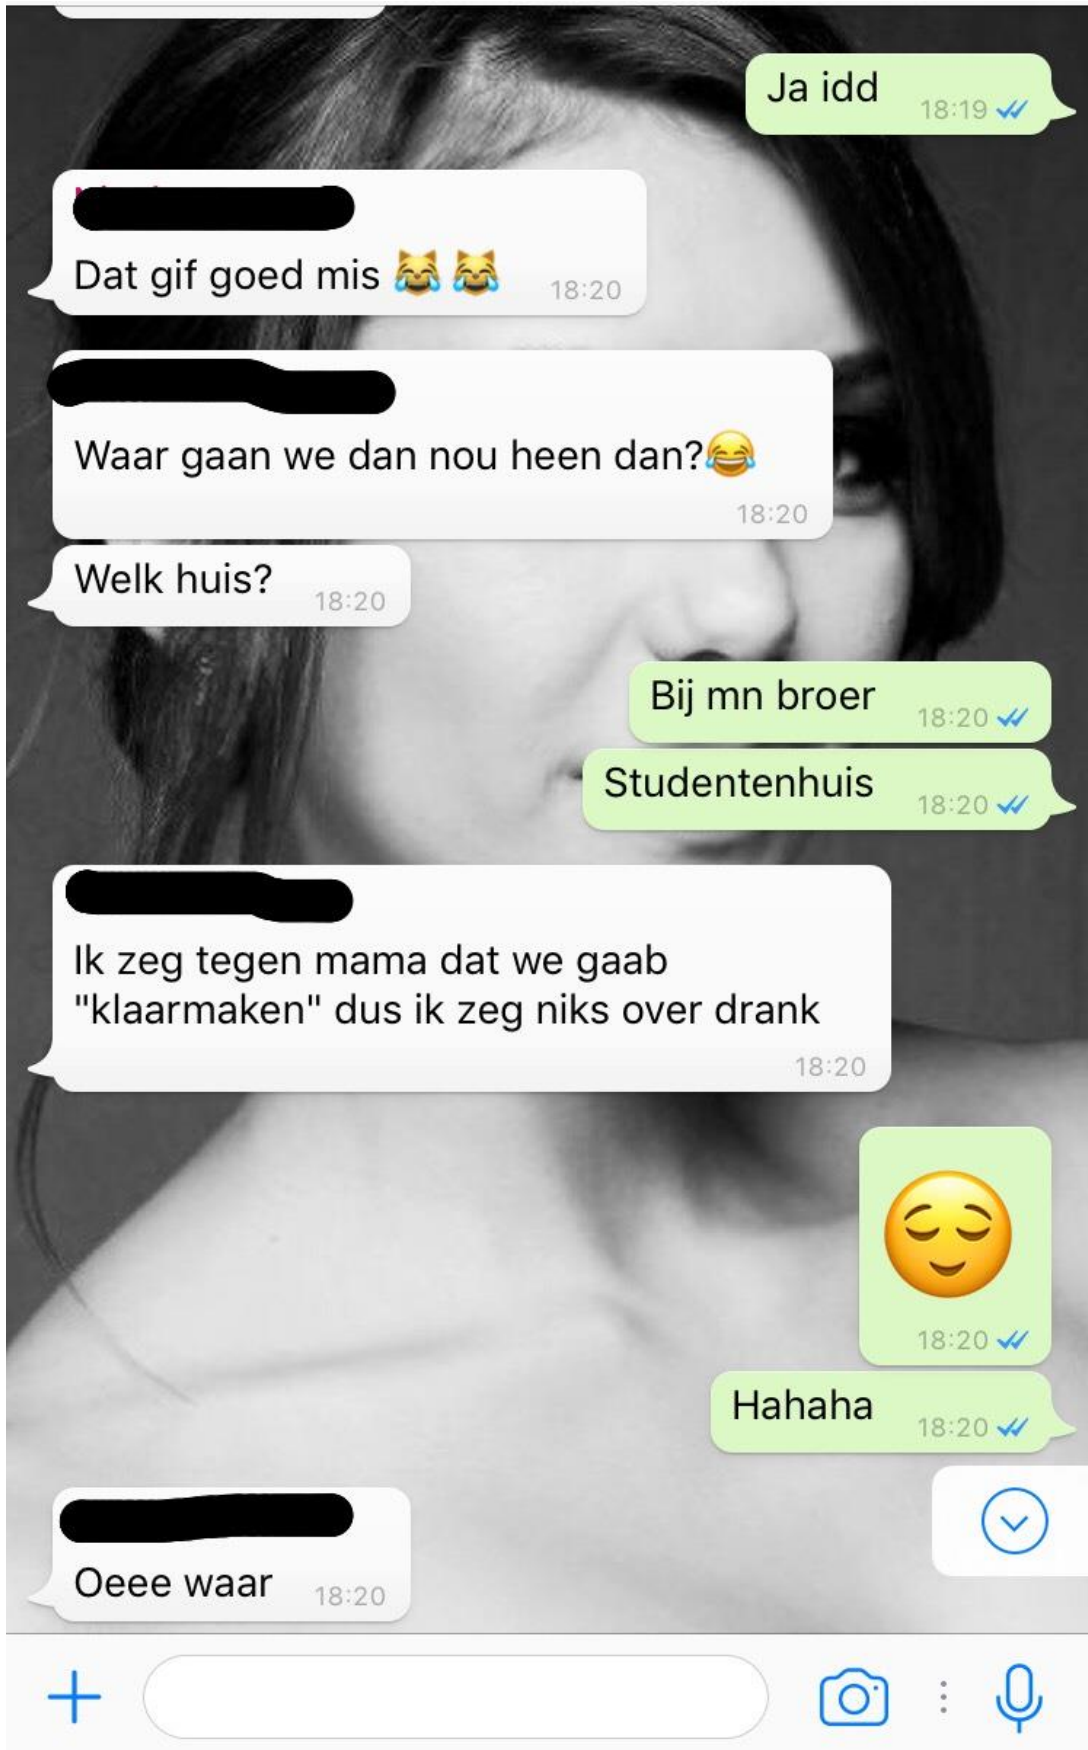 Ja idd
18:19
Dat gif goed mis 😹 😹
18:20
Waar gaan we dan nou heen dan?😂
18:20
Welk huis?
18:20
Bij mn broer
18:20
Studentenhuis
18:20
Ik zeg tegen mama dat we gaab
"klaarmaken" dus ik zeg niks over drank
18:20
😌
18:20
Hahaha
18:20
Oeee waar
18:20